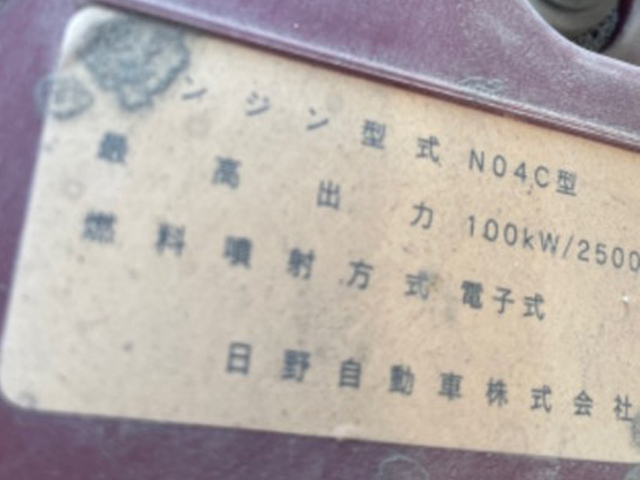 ンジン型式 N04C型
最高出力 100kW/2500
燃料噴射方式 電子式
日野自動車株式会社